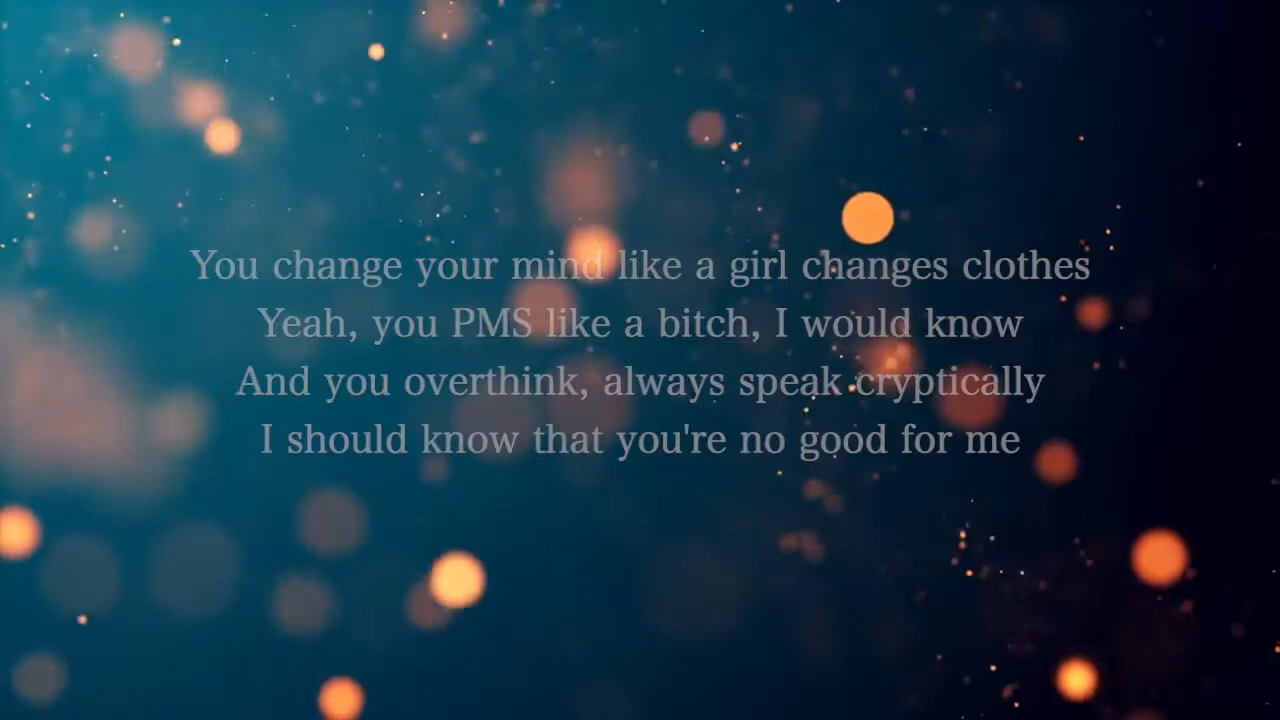 You change your mind like a girl changes clothes
Yeah, you PMS like a bitch, I would know
And you overthink, always speak cryptically
I should know that you're no good for me